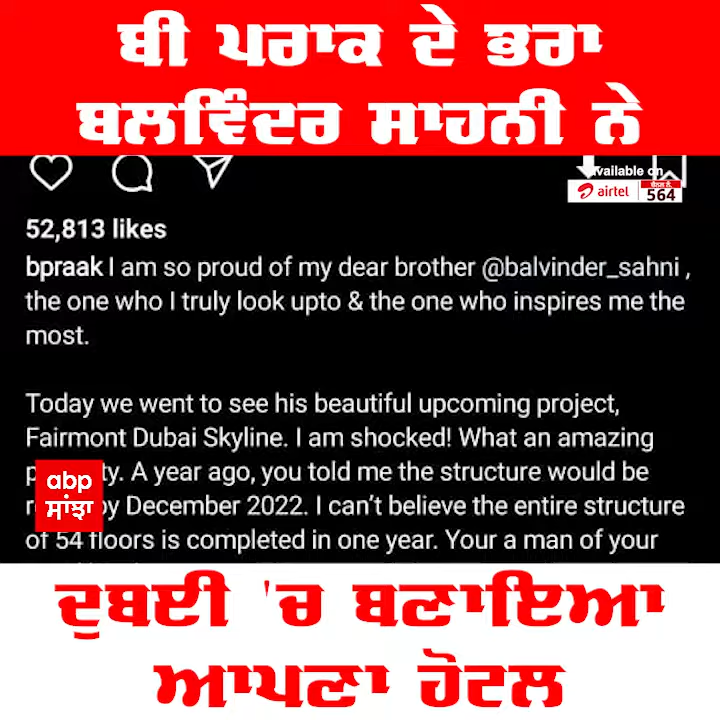 ਬੀ ਪਰਾਕ ਦੇ ਭਰਾ
ਬਲਵਿੰਦਰ ਸਾਹਨੀ ਨੇ
vailable on
airtel 564
52,813 likes
bpraak I am so proud of my dear brother @balvinder_sahni ,
the one who I truly look upto & the one who inspires me the
most.
Today we went to see his beautiful upcoming project,
Fairmont Dubai Skyline. I am shocked! What an amazing
ty. A year ago, you told me the structure would be
abp
ਸਾਂਝਾ
by December 2022. I can't believe the entire structure
of 54 floors is completed in one year. Your a man of your
ਦੁਬਈ 'ਚ ਬਣਾਇਆ
ਆਪਣਾ ਹੋਟਲ